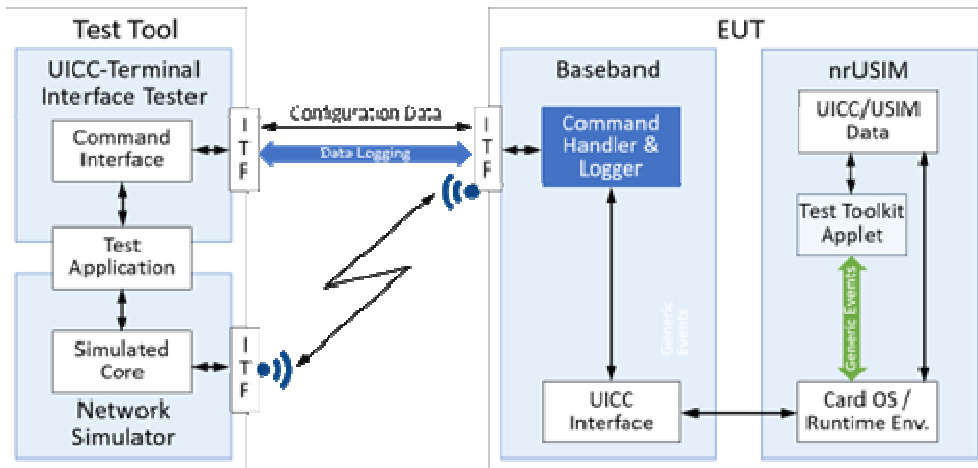 Test Tool
UICC-Terminal
Interface Tester
Command
Interface
Test
Application
Simulated
Core
Network
Simulator
I
T
F
I
T
F
Configuration Data
Data Logging
EUT
I
T
F
Baseband
Command
Handler &
Logger
Generic
Events
UICC
Interface
nrUSIM
UICC/USIM
Data
Test Toolkit
Applet
Generic Events
Card OS /
Runtime Env.